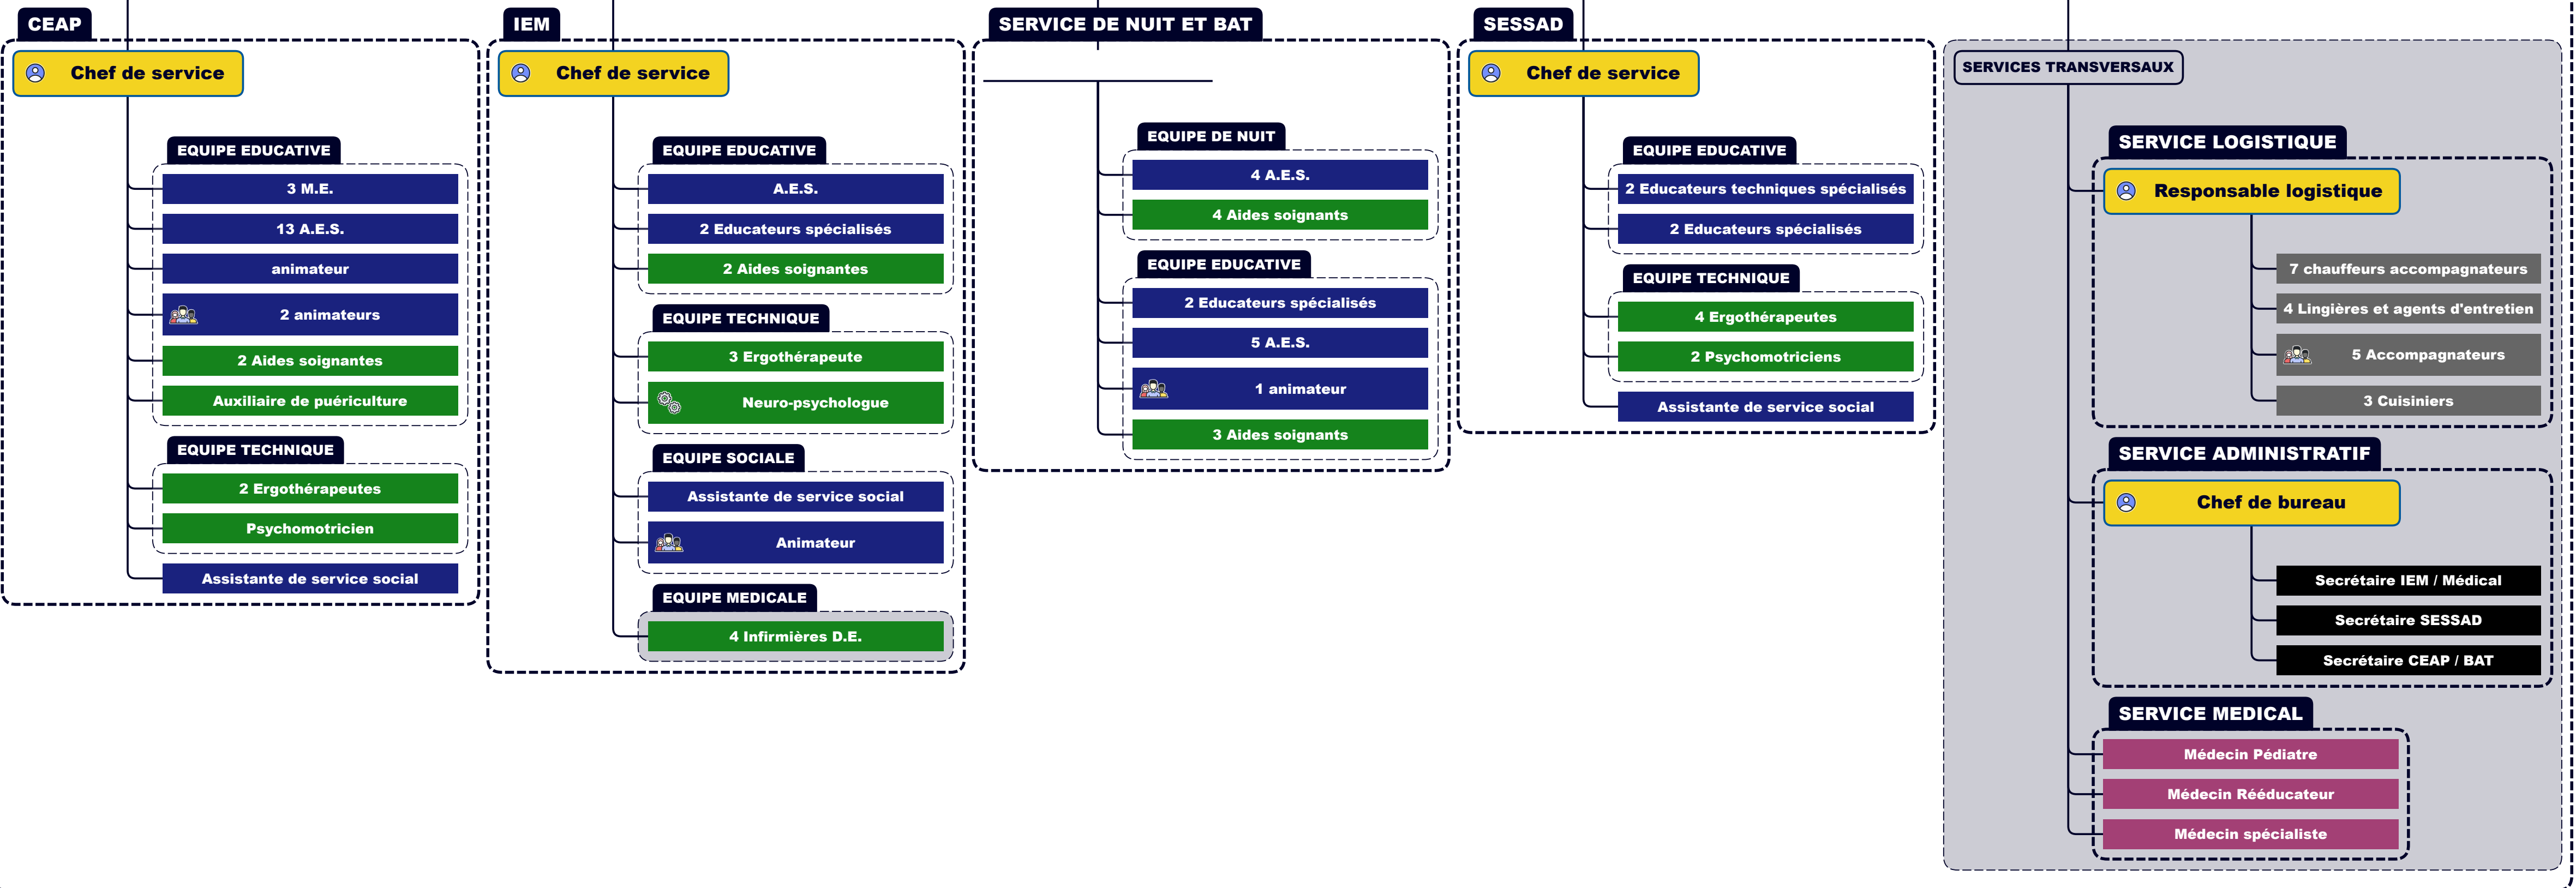 CEAP
Chef de service
EQUIPE EDUCATIVE
3 M.E.
13 A.E.S.
animateur
2 animateurs
2 Aides soignantes
Auxiliaire de puériculture
EQUIPE TECHNIQUE
2 Ergothérapeutes
Psychomotricien
Assistante de service social
IEM
Chef de service
EQUIPE EDUCATIVE
A.E.S.
2 Educateurs spécialisés
2 Aides soignantes
EQUIPE TECHNIQUE
3 Ergothérapeute
Neuro-psychologue
EQUIPE SOCIALE
Assistante de service social
Animateur
EQUIPE MEDICALE
4 Infirmières D.E.
SERVICE DE NUIT ET BAT
EQUIPE DE NUIT
4 A.E.S.
4 Aides soignants
EQUIPE EDUCATIVE
2 Educateurs spécialisés
5 A.E.S.
1 animateur
3 Aides soignants
SESSAD
Chef de service
EQUIPE EDUCATIVE
2 Educateurs techniques spécialisés
2 Educateurs spécialisés
EQUIPE TECHNIQUE
4 Ergothérapeutes
2 Psychomotriciens
Assistante de service social
SERVICES TRANSVERSAUX
SERVICE LOGISTIQUE
Responsable logistique
7 chauffeurs accompagnateurs
4 Lingières et agents d'entretien
5 Accompagnateurs
3 Cuisiniers
SERVICE ADMINISTRATIF
Chef de bureau
Secrétaire IEM / Médical
Secrétaire SESSAD
Secrétaire CEAP / BAT
SERVICE MEDICAL
Médecin Pédiatre
Médecin Rééducateur
Médecin spécialiste